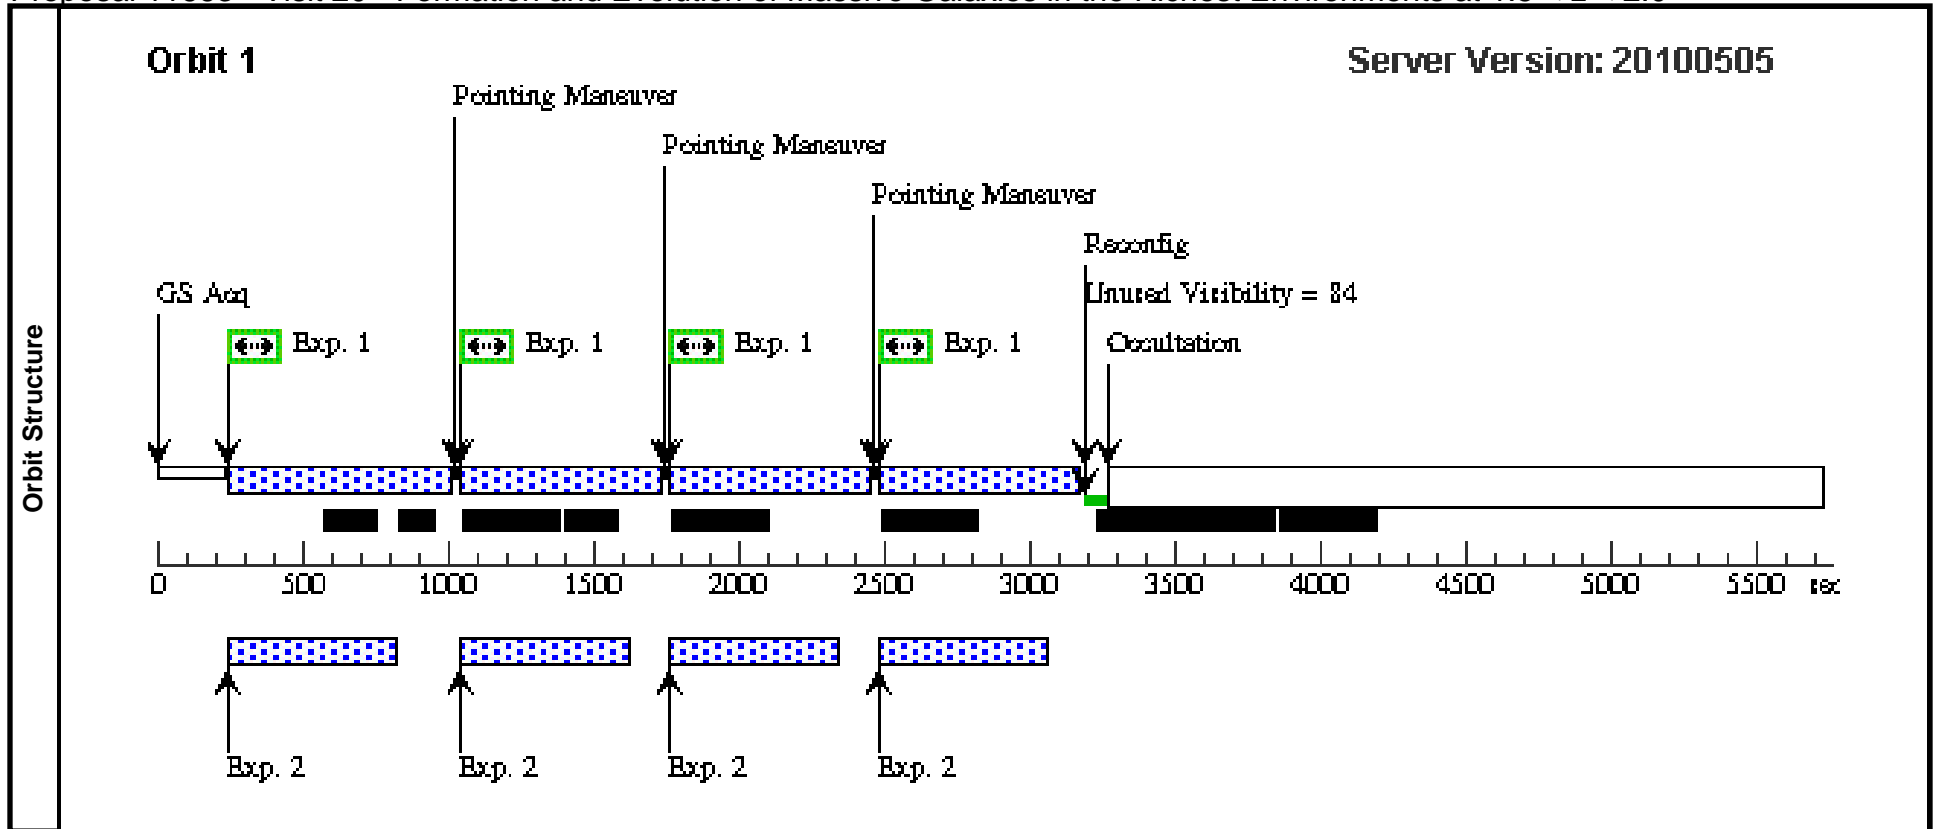 Orbit Structure
Orbit 1
Server Version: 20100505
Pointing Maneuver
Pointing Maneuver
Pointing Maneuver
Reconfig
GS Acq
Unused Visibility = 84
Exp. 1
Exp. 1
Exp. 1
Exp. 1
Occultation
0 500 1000 1500 2000 2500 3000 3500 4000 4500 5000 5500 sec
Exp. 2
Exp. 2
Exp. 2
Exp. 2